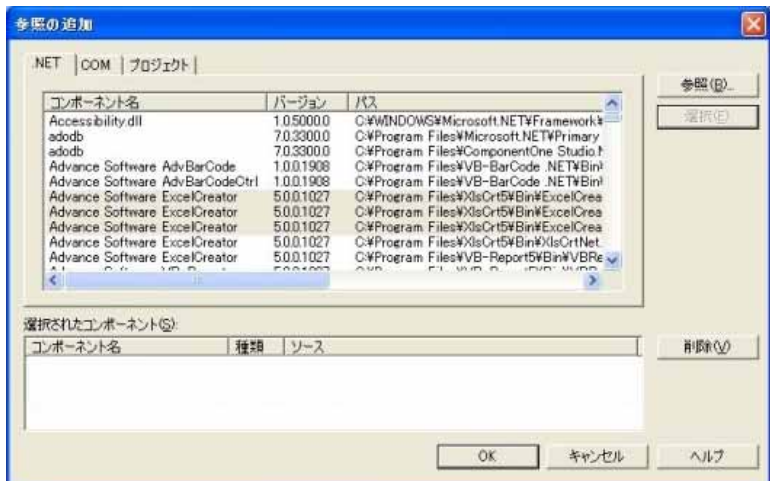 参照の追加
.NET COM プロジェクト
参照(B)...
選択(E)
コンポーネント名 バージョン パス
Accessibility.dll 1.0.5000.0 C:¥WINDOWS¥Microsoft.NET¥Framework¥
adodb 7.0.3300.0 C:¥Program Files¥Microsoft.NET¥Primary
adodb 7.0.3300.0 C:¥Program Files¥ComponentOne Studio.N
Advance Software AdvBarCode 1.0.0.1908 C:¥Program Files¥VB-BarCode .NET¥Bin¥
Advance Software AdvBarCodeCtrl 1.0.0.1908 C:¥Program Files¥VB-BarCode .NET¥Bin¥
Advance Software ExcelCreator 5.0.0.1027 C:¥Program Files¥XlsCrt5¥Bin¥ExcelCrea
Advance Software ExcelCreator 5.0.0.1027 C:¥Program Files¥XlsCrt5¥Bin¥ExcelCrea
Advance Software ExcelCreator 5.0.0.1027 C:¥Program Files¥XlsCrt5¥Bin¥ExcelCrea
Advance Software ExcelCreator 5.0.0.1027 C:¥Program Files¥XlsCrt5¥Bin¥XlsCrtNet.
Advance Software ExcelCreator 5.0.0.1027 C:¥Program Files¥VB-Report5¥Bin¥VBRe
選択されたコンポーネント(S):
コンポーネント名 種類 ソース
削除(V)
OK キャンセル ヘルプ